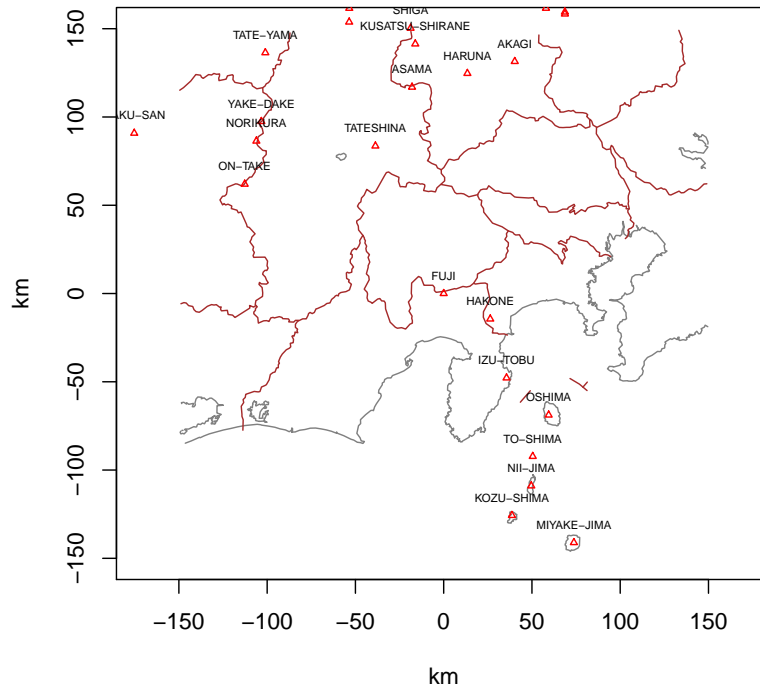 SHIGA
KUSATSU−SHIRANE
TATE−YAMA
AKAGI
HARUNA
ASAMA
YAKE−DAKE
AKU−SAN
NORIKURA
TATESHINA
ON−TAKE
FUJI
HAKONE
IZU−TOBU
OSHIMA
TO−SHIMA
NII−JIMA
KOZU−SHIMA
MIYAKE−JIMA
150
100
50
0
−50
−100
−150
km
−150 −100 −50 0 50 100 150
km